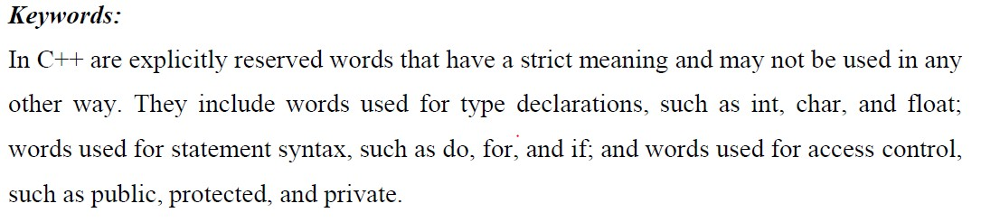 Keywords:
In C++ are explicitly reserved words that have a strict meaning and may not be used in any
other way. They include words used for type declarations, such as int, char, and float;
words used for statement syntax, such as do, for, and if; and words used for access control,
such as public, protected, and private.